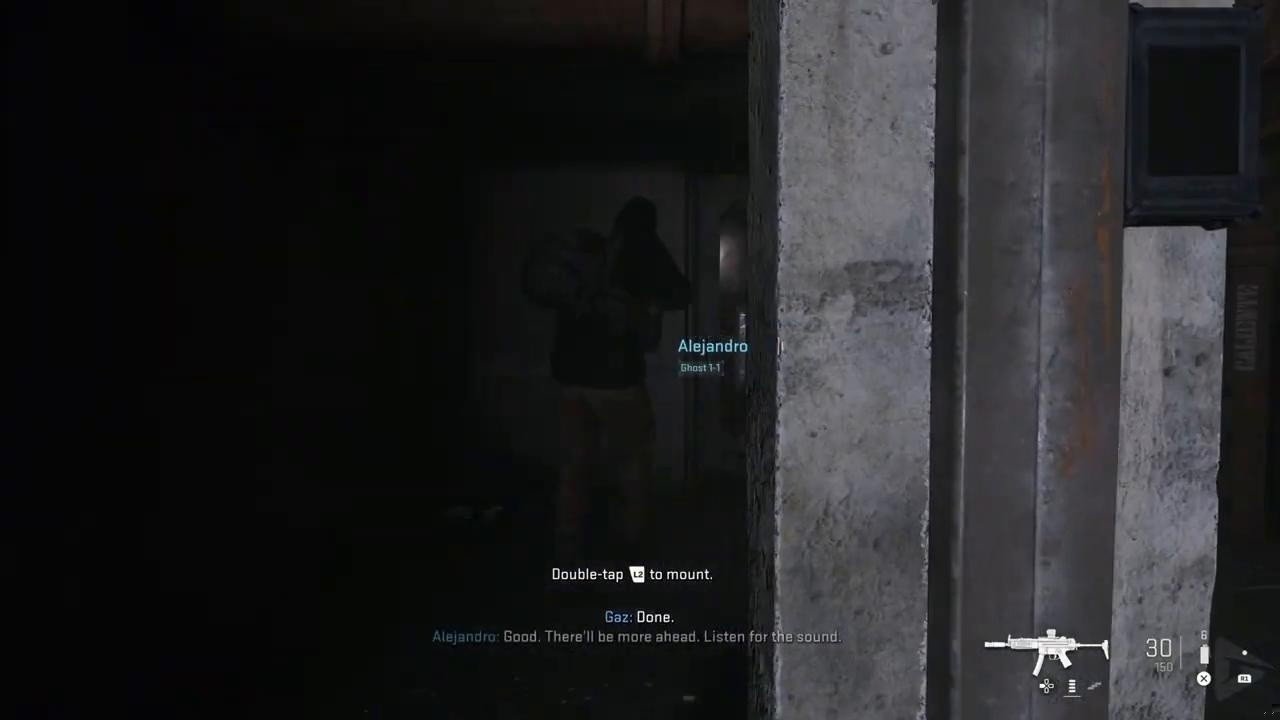 Alejandro
Ghost 1-1
Double-tap L2 to mount.
Gaz: Done.
Alejandro: Good. There'll be more ahead. Listen for the sound.
6
30
150
R1